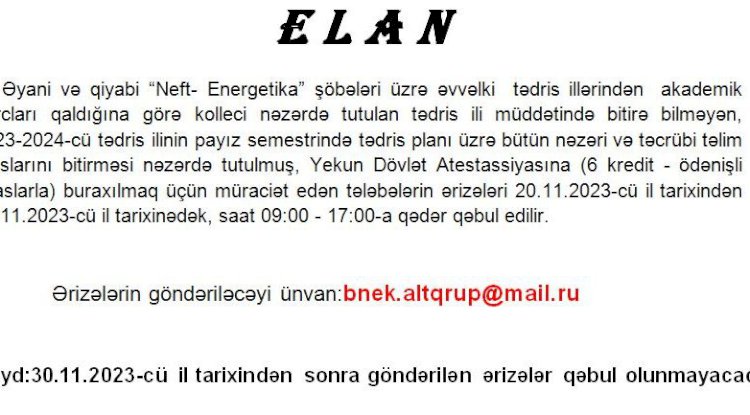 ELAN
Əyani və qiyabi “Neft- Energetika” şöbələri üzrə əvvəlki tədris illərindən akademik
rcları qaldığına görə kolleci nəzərdə tutulan tədris ili müddətində bitirə bilməyən,
23-2024-cü tədris ilinin payız semestrində tədris planı üzrə bütün nəzəri və təcrübi təlim
slarını bitirməsi nəzərdə tutulmuş, Yekun Dövlət Atestassiyasına (6 kredit - ödənişli
aslarla) buraxılmaq üçün müraciət edən tələbələrin ərizələri 20.11.2023-cü il tarixindən
.11.2023-cü il tarixinədək, saat 09:00 - 17:00-a qədər qəbul edilir.
Ərizələrin göndəriləcəyi ünvan:bnek.altqrup@mail.ru
yd:30.11.2023-cü il tarixindən sonra göndərilən ərizələr qəbul olunmayacaq